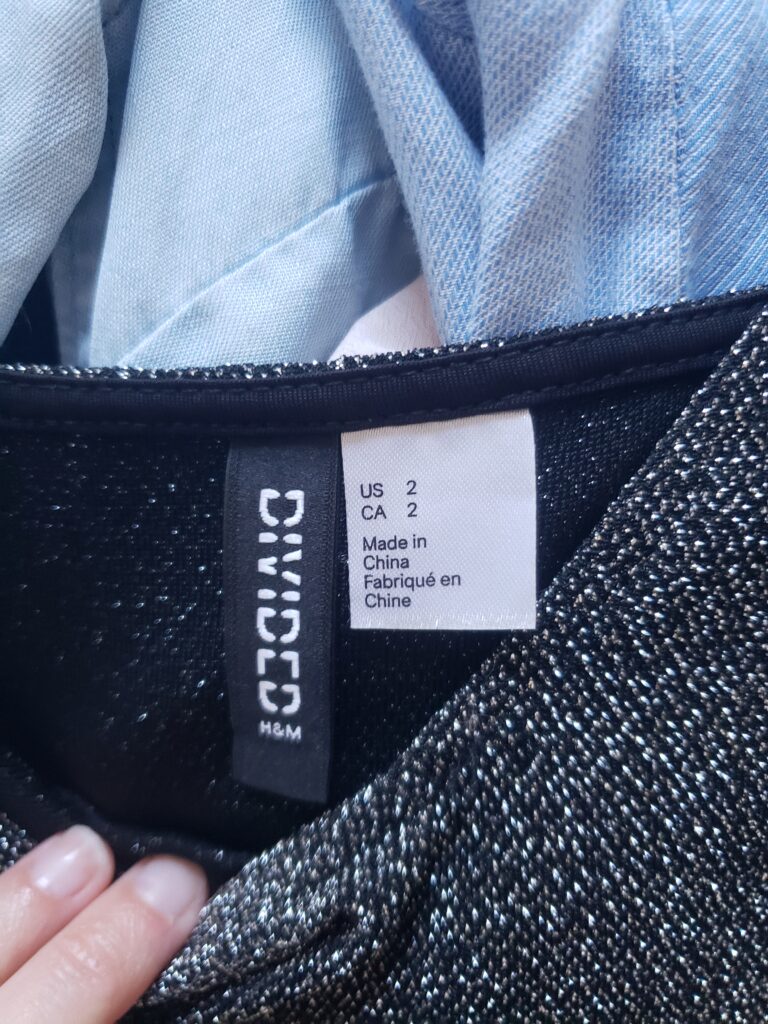 DIVIDED
H&M
US 2
CA 2
Made in
China
Fabriqué en
Chine